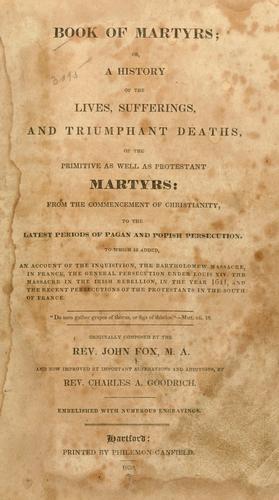 BOOK OF MARTYRS;
OR,
A HISTORY
OF THE
LIVES, SUFFERINGS,
AND TRIUMPHANT DEATHS,
OF THE
PRIMITIVE AS WELL AS PROTESTANT
MARTYRS:
FROM THE COMMENCEMENT OF CHRISTIANITY,
TO THE
LATEST PERIODS OF PAGAN AND POPISH PERSECUTION.
TO WHICH IS ADDED,
AN ACCOUNT OF THE INQUISITION, THE BARTHOLOMEW MASSACRE,
IN FRANCE, THE GENERAL PERSECUTION UNDER LOUIS XIV. THE
MASSACRE IN THE IRISH REBELLION, IN THE YEAR 1641, AND
THE RECENT PERSECUTIONS OF THE PROTESTANTS IN THE SOUTH
OF FRANCE.
"Do men gather grapes of thorns, or figs of thistles."—Matt. vii. 16.
ORIGINALLY COMPOSED BY THE
REV. JOHN FOX, M. A.
AND NOW IMPROVED BY IMPORTANT ALTERATIONS AND ADDITIONS, BY
REV. CHARLES A. GOODRICH.
EMBELISHED WITH NUMEROUS ENGRAVINGS.
Hartford:
PRINTED BY PHILEMON CANFIELD.